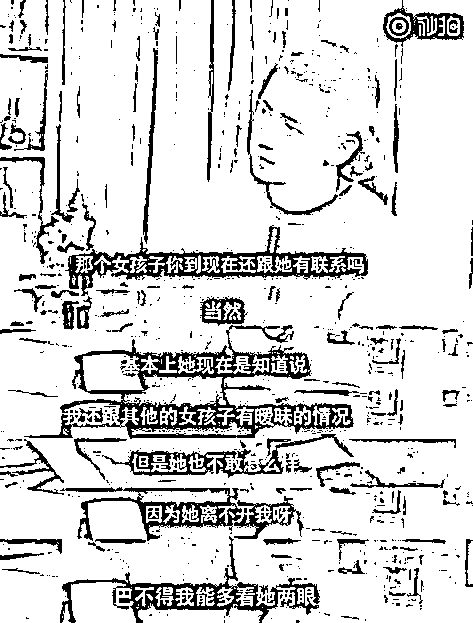 秒拍
那个女孩子你到现在还跟她有联系吗
当然
基本上她现在是知道说
我还跟其他的女孩子有暧昧的情况
但是她也不敢怎么样
因为她离不开我呀
巴不得我能多看她两眼